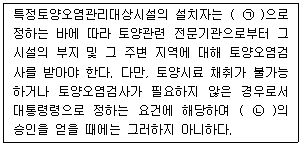 특정토양오염관리대상시설의 설치자는 ( ㉠ )으로
정하는 바에 따라 토양관련 전문기관으로부터 그
시설의 부지 및 그 주변 지역에 대해 토양오염검
사를 받아야 한다. 다만, 토양시료 채취가 불가능
하거나 토양오염검사가 필요하지 않은 경우로서
대통령령으로 정하는 요건에 해당하여 ( ㉡ )의
승인을 얻을 때에는 그러하지 아니하다.